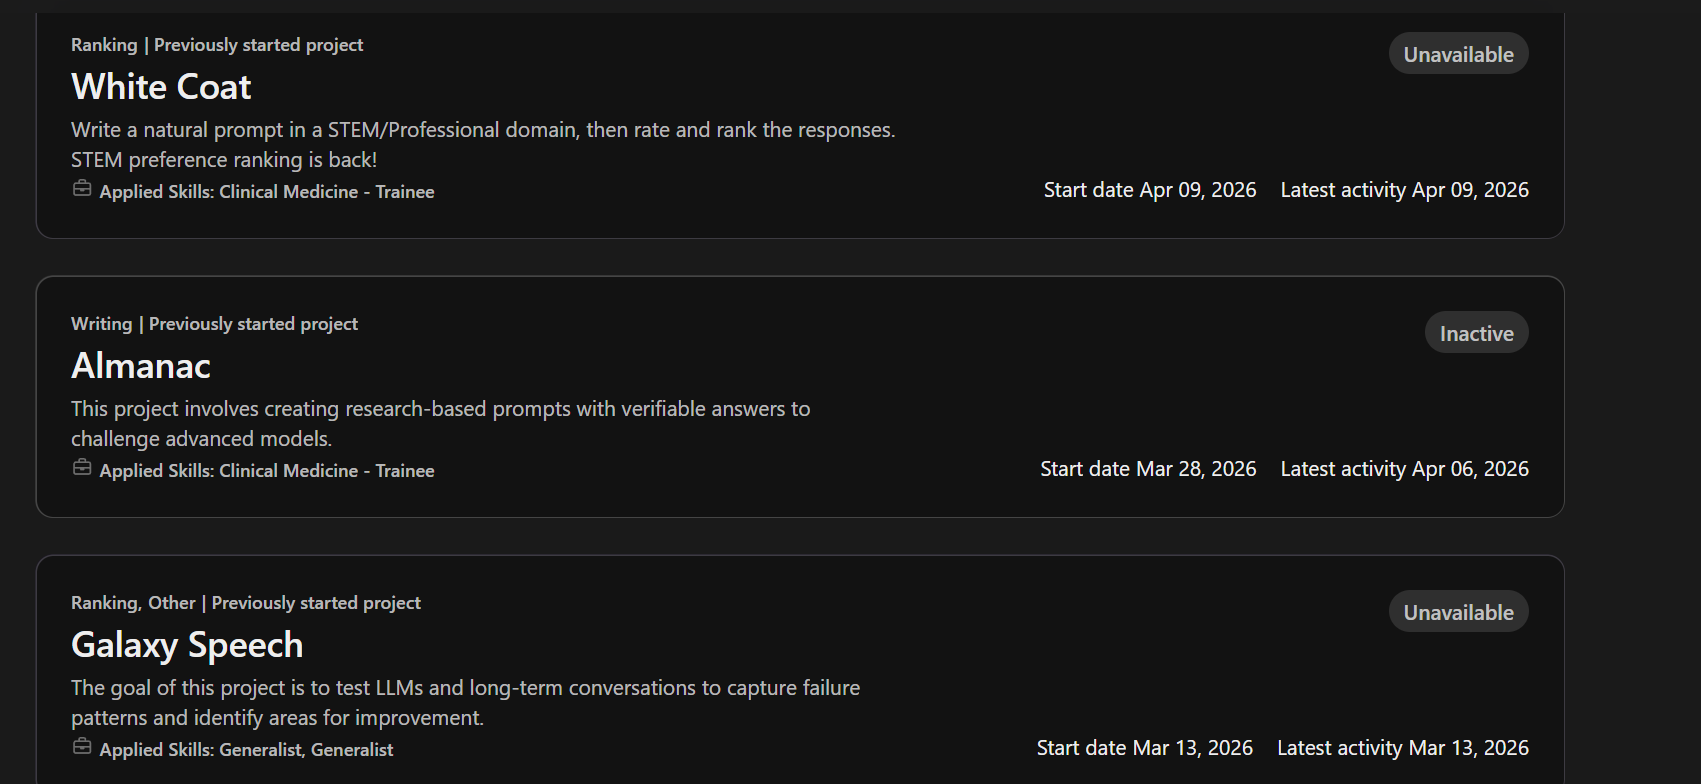 Ranking | Previously started project
Unavailable
White Coat
Write a natural prompt in a STEM/Professional domain, then rate and rank the responses.
STEM preference ranking is back!
Applied Skills: Clinical Medicine - Trainee
Start date Apr 09, 2026 Latest activity Apr 09, 2026
Writing | Previously started project
Inactive
Almanac
This project involves creating research-based prompts with verifiable answers to
challenge advanced models.
Applied Skills: Clinical Medicine - Trainee
Start date Mar 28, 2026 Latest activity Apr 06, 2026
Ranking, Other | Previously started project
Unavailable
Galaxy Speech
The goal of this project is to test LLMs and long-term conversations to capture failure
patterns and identify areas for improvement.
Applied Skills: Generalist, Generalist
Start date Mar 13, 2026 Latest activity Mar 13, 2026